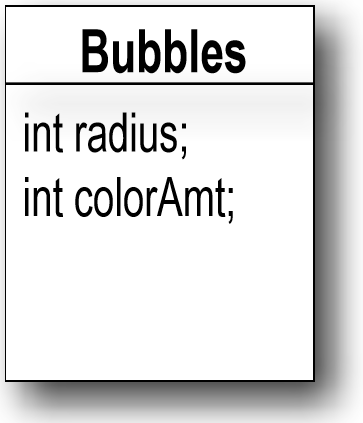 Bubbles
int radius;
int colorAmt;